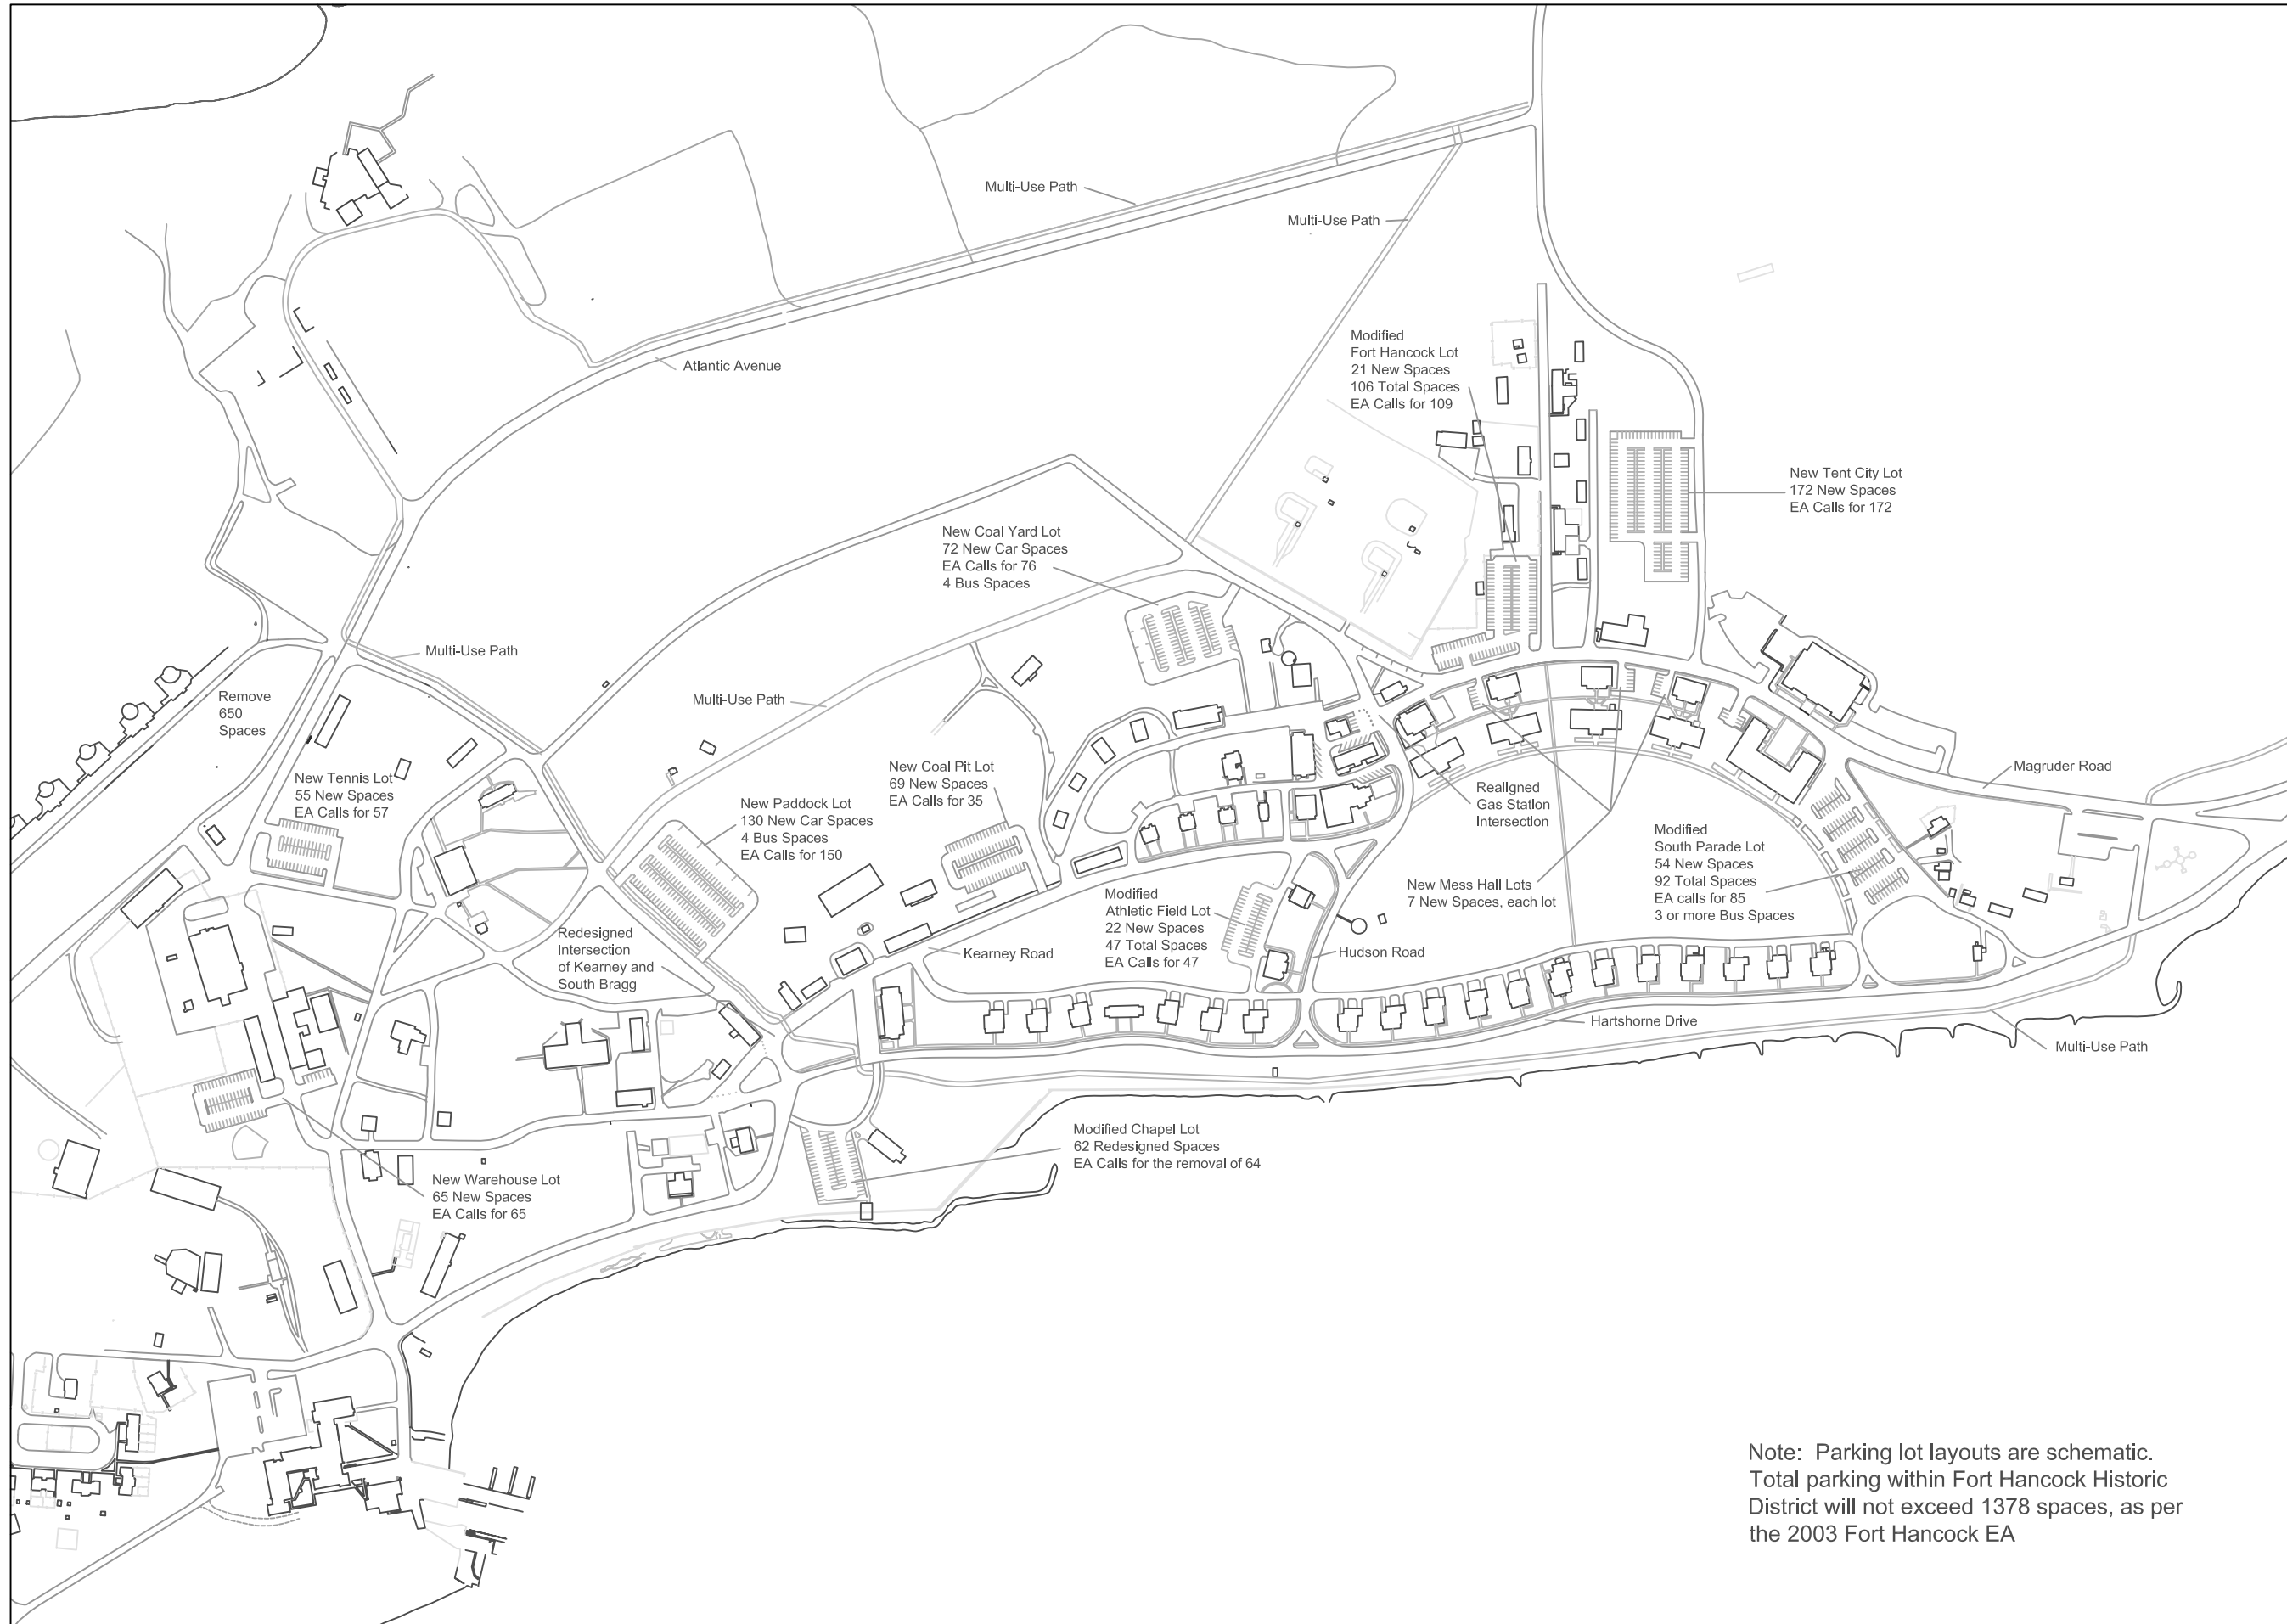 Multi-Use Path
Multi-Use Path
Atlantic Avenue
Modified
Fort Hancock Lot
21 New Spaces
106 Total Spaces
EA Calls for 109
New Tent City Lot
172 New Spaces
EA Calls for 172
New Coal Yard Lot
72 New Car Spaces
EA Calls for 76
4 Bus Spaces
Multi-Use Path
Remove
650
Spaces
Multi-Use Path
New Tennis Lot
55 New Spaces
EA Calls for 57
New Coal Pit Lot
69 New Spaces
EA Calls for 35
New Paddock Lot
130 New Car Spaces
4 Bus Spaces
EA Calls for 150
Realigned
Gas Station
Intersection
Magruder Road
Modified
South Parade Lot
54 New Spaces
92 Total Spaces
EA calls for 85
3 or more Bus Spaces
New Mess Hall Lots
7 New Spaces, each lot
Modified
Athletic Field Lot
22 New Spaces
47 Total Spaces
EA Calls for 47
Redesigned
Intersection
of Kearney and
South Bragg
Kearney Road
Hudson Road
Hartshorne Drive
Multi-Use Path
Modified Chapel Lot
62 Redesigned Spaces
EA Calls for the removal of 64
New Warehouse Lot
65 New Spaces
EA Calls for 65
Note: Parking lot layouts are schematic.
Total parking within Fort Hancock Historic
District will not exceed 1378 spaces, as per
the 2003 Fort Hancock EA